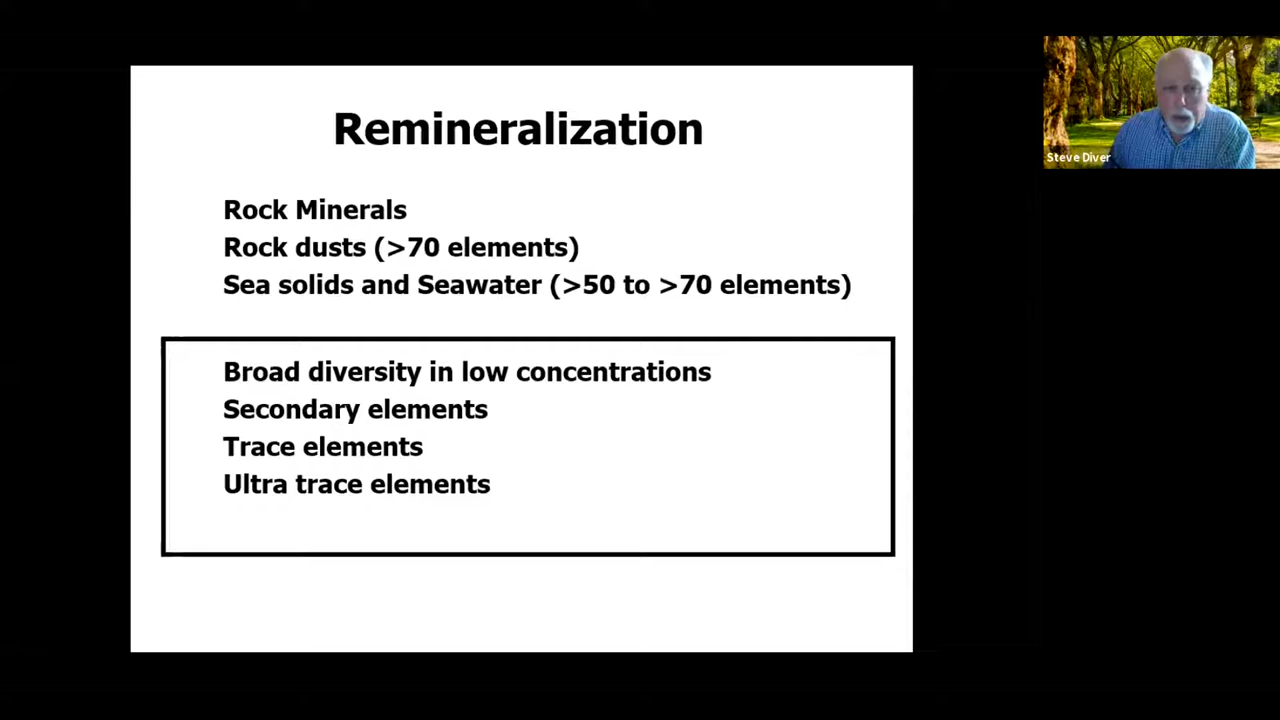 Remineralization
Rock Minerals
Rock dusts (>70 elements)
Sea solids and Seawater (>50 to >70 elements)
Broad diversity in low concentrations
Secondary elements
Trace elements
Ultra trace elements
Steve Diver